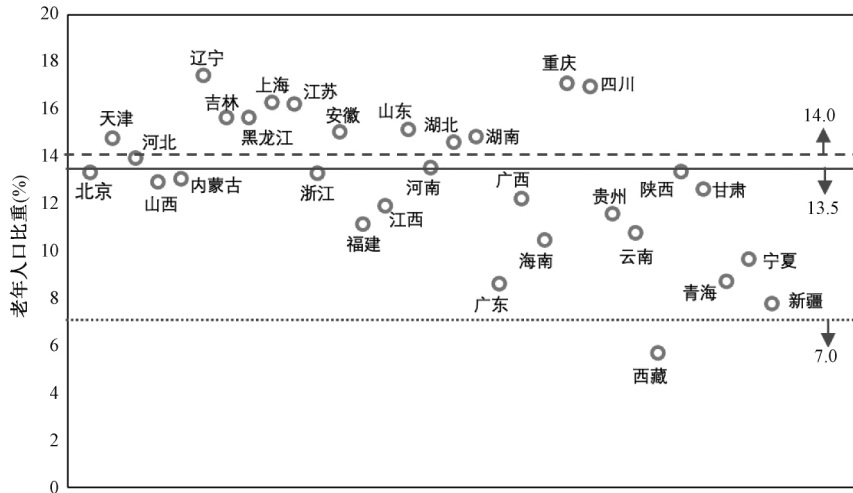 老年人口比重(%)
20
18
16
14
12
10
8
6
4
2
0
辽宁
重庆
四川
上海
江苏
吉林
天津
安徽
山东
黑龙江
湖北
湖南
14.0
河北
北京
山西
内蒙古
浙江
河南
广西
贵州
陕西
甘肃
13.5
福建
江西
海南
云南
广东
青海
宁夏
新疆
7.0
西藏